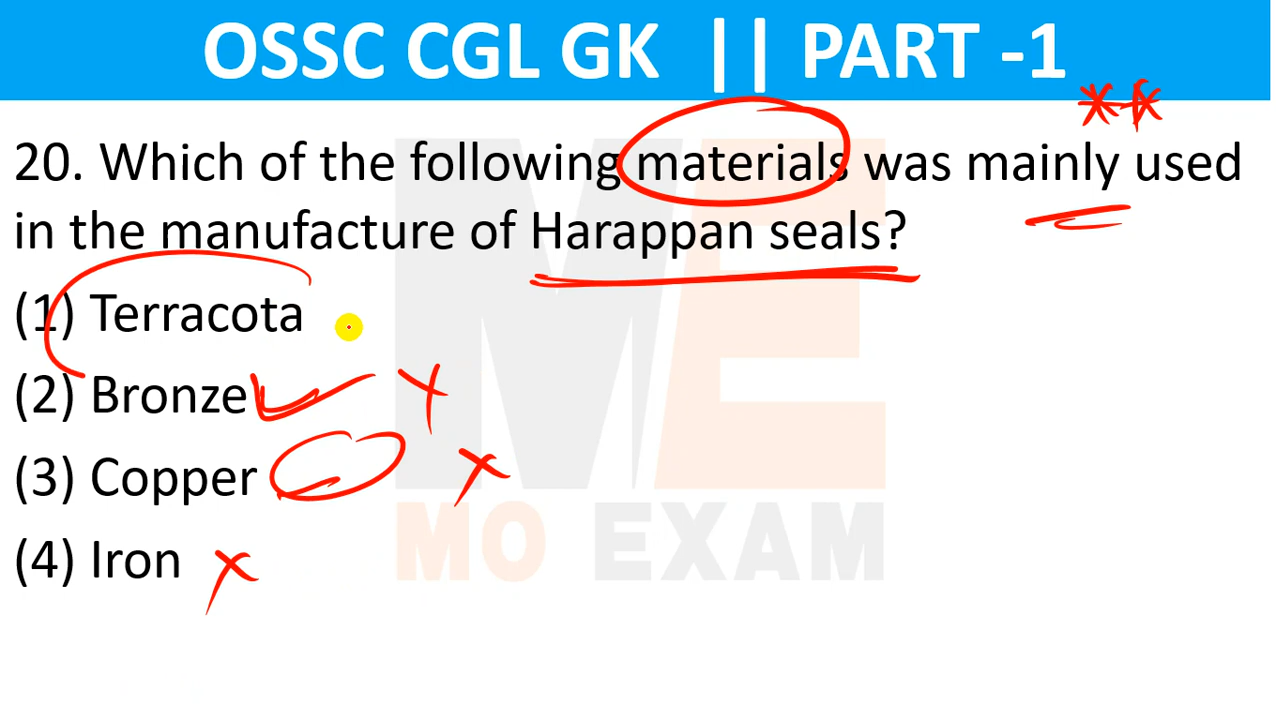 OSSC CGL GK || PART -1
20. Which of the following materials was mainly used
in the manufacture of Harappan seals?
(1) Terracota
(2) Bronze
(3) Copper
(4) Iron
ME
MO EXAM